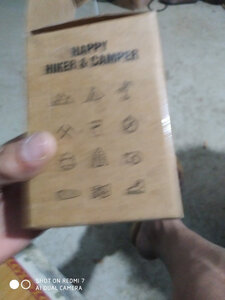 HAPPY
HIKER & CAMPER
SHOT ON REDMI 7
AI DUAL CAMERA